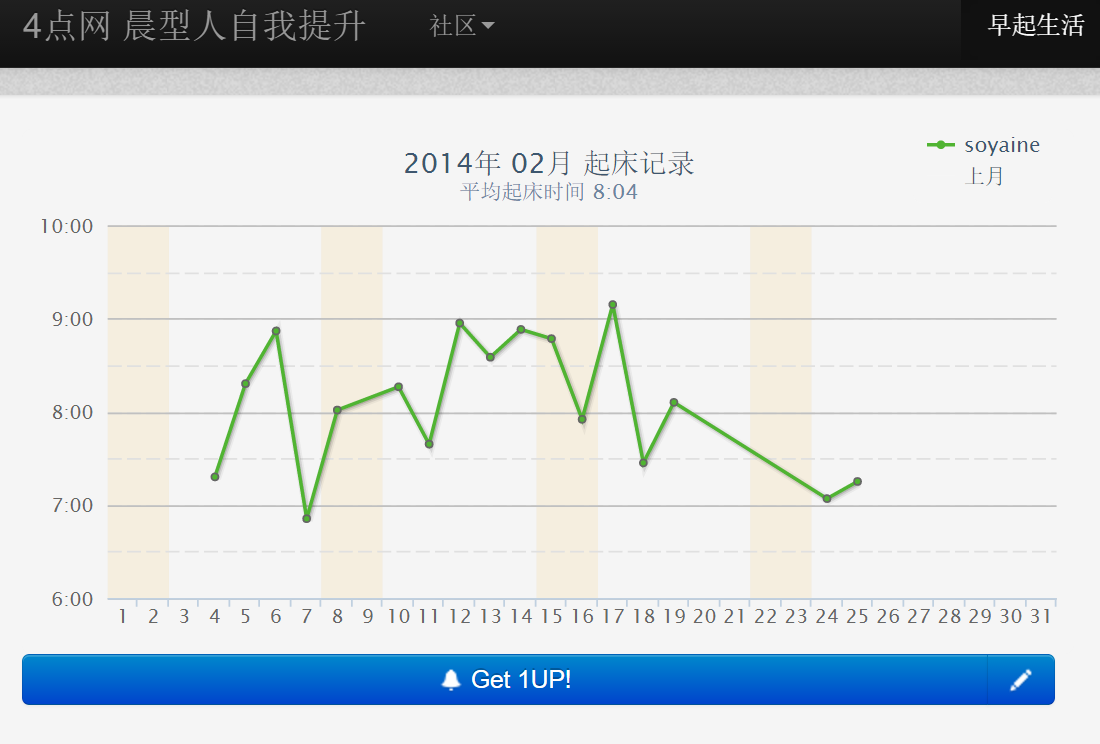 4点网 晨型人自我提升 社区 早起生活
soyaine
上月
2014年 02月 起床记录
平均起床时间 8:04
10:00
9:00
8:00
7:00
6:00
1 2 3 4 5 6 7 8 9 10 11 12 13 14 15 16 17 18 19 20 21 22 23 24 25 26 27 28 29 30 31
Get 1UP!